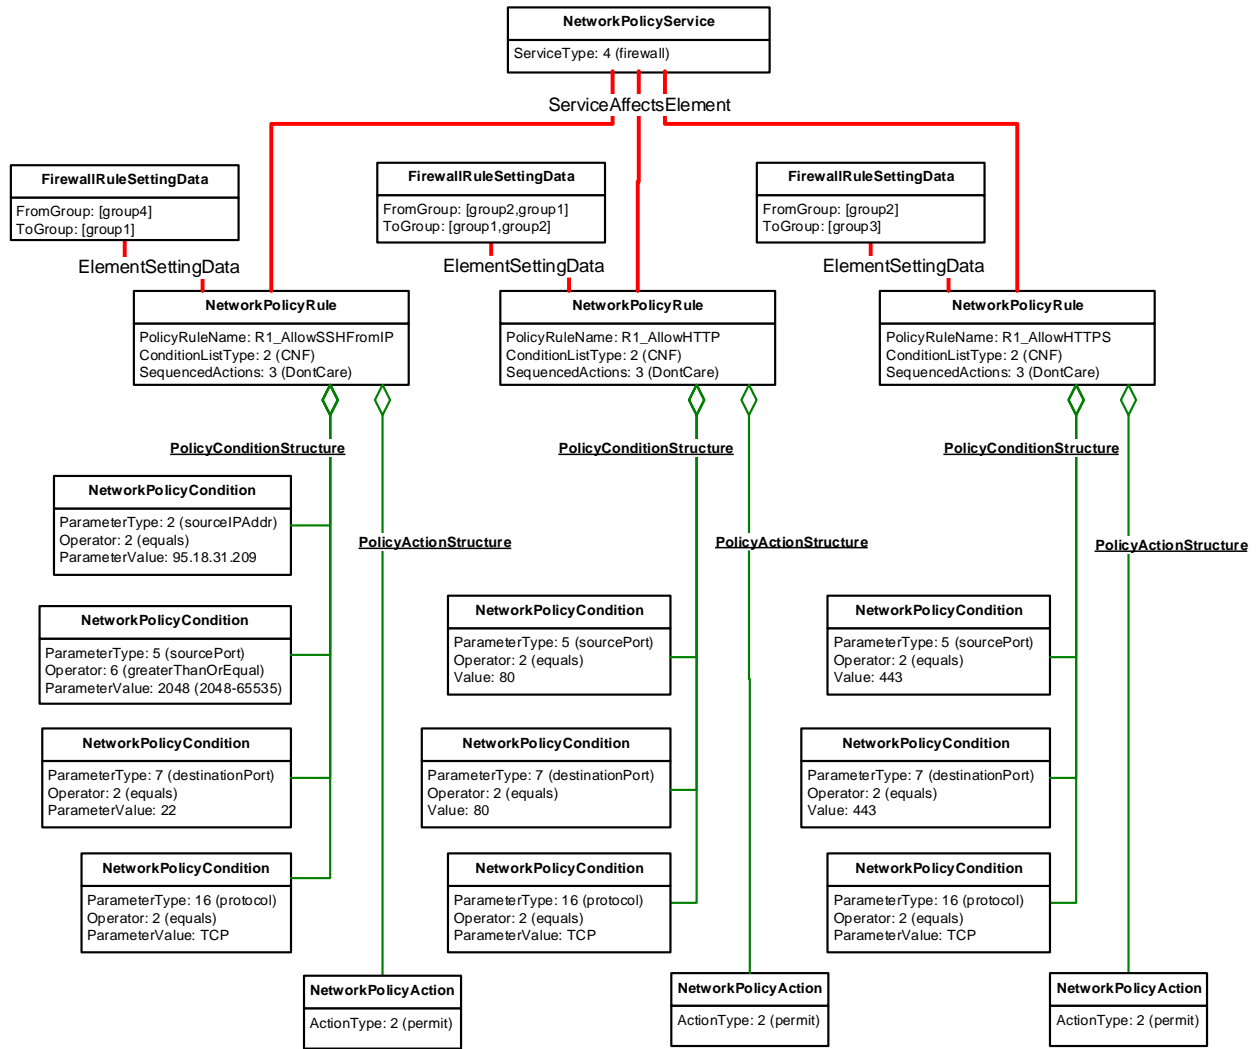 NetworkPolicyService
ServiceType: 4 (firewall)
ServiceAffectsElement
FirewallRuleSettingData
FromGroup: [group4]
ToGroup: [group1]
FirewallRuleSettingData
FromGroup: [group2,group1]
ToGroup: [group1,group2]
FirewallRuleSettingData
FromGroup: [group2]
ToGroup: [group3]
ElementSettingData
ElementSettingData
ElementSettingData
NetworkPolicyRule
PolicyRuleName: R1_AllowSSHFromIP
ConditionListType: 2 (CNF)
SequencedActions: 3 (DontCare)
NetworkPolicyRule
PolicyRuleName: R1_AllowHTTP
ConditionListType: 2 (CNF)
SequencedActions: 3 (DontCare)
NetworkPolicyRule
PolicyRuleName: R1_AllowHTTPS
ConditionListType: 2 (CNF)
SequencedActions: 3 (DontCare)
PolicyConditionStructure
PolicyConditionStructure
PolicyConditionStructure
NetworkPolicyCondition
ParameterType: 2 (sourceIPAddr)
Operator: 2 (equals)
ParameterValue: 95.18.31.209
PolicyActionStructure
PolicyActionStructure
PolicyActionStructure
NetworkPolicyCondition
ParameterType: 5 (sourcePort)
Operator: 6 (greaterThanOrEqual)
ParameterValue: 2048 (2048-65535)
NetworkPolicyCondition
ParameterType: 5 (sourcePort)
Operator: 2 (equals)
Value: 80
NetworkPolicyCondition
ParameterType: 5 (sourcePort)
Operator: 2 (equals)
Value: 443
NetworkPolicyCondition
ParameterType: 7 (destinationPort)
Operator: 2 (equals)
ParameterValue: 22
NetworkPolicyCondition
ParameterType: 7 (destinationPort)
Operator: 2 (equals)
Value: 80
NetworkPolicyCondition
ParameterType: 7 (destinationPort)
Operator: 2 (equals)
Value: 443
NetworkPolicyCondition
ParameterType: 16 (protocol)
Operator: 2 (equals)
ParameterValue: TCP
NetworkPolicyCondition
ParameterType: 16 (protocol)
Operator: 2 (equals)
ParameterValue: TCP
NetworkPolicyCondition
ParameterType: 16 (protocol)
Operator: 2 (equals)
ParameterValue: TCP
NetworkPolicyAction
ActionType: 2 (permit)
NetworkPolicyAction
ActionType: 2 (permit)
NetworkPolicyAction
ActionType: 2 (permit)